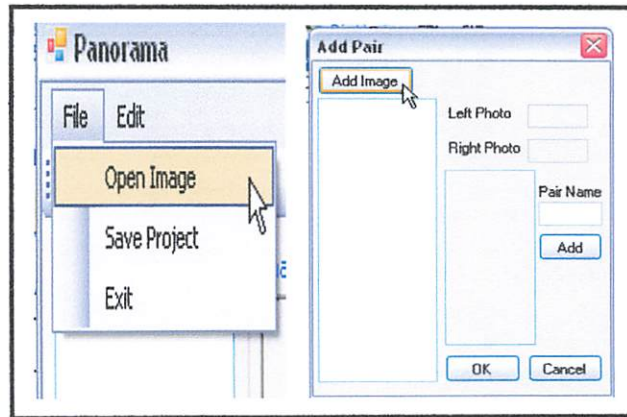 Panorama
File Edit
Open Image
Save Project
Exit
Add Pair
Add Image
Left Photo
Right Photo
Pair Name
Add
OK Cancel